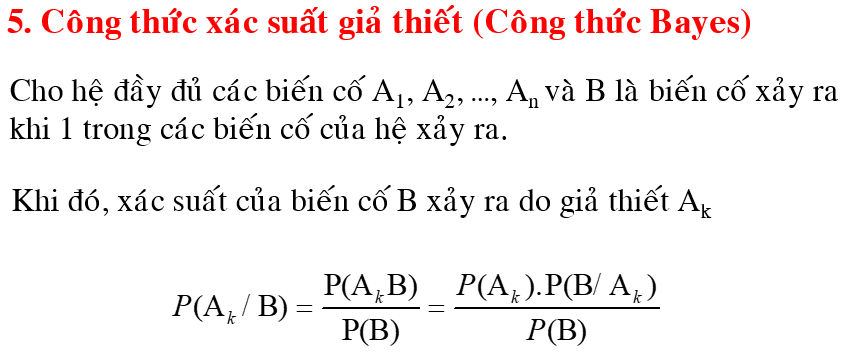 5. Công thức xác suất giả thiết (Công thức Bayes)
Cho hệ đầy đủ các biến cố A₁, A₂, ..., Aₙ và B là biến cố xảy ra
khi 1 trong các biến cố của hệ xảy ra.
Khi đó, xác suất của biến cố B xảy ra do giả thiết Aₖ
P(Aₖ / B) = P(AₖB) / P(B) = P(Aₖ).P(B/ Aₖ) / P(B)